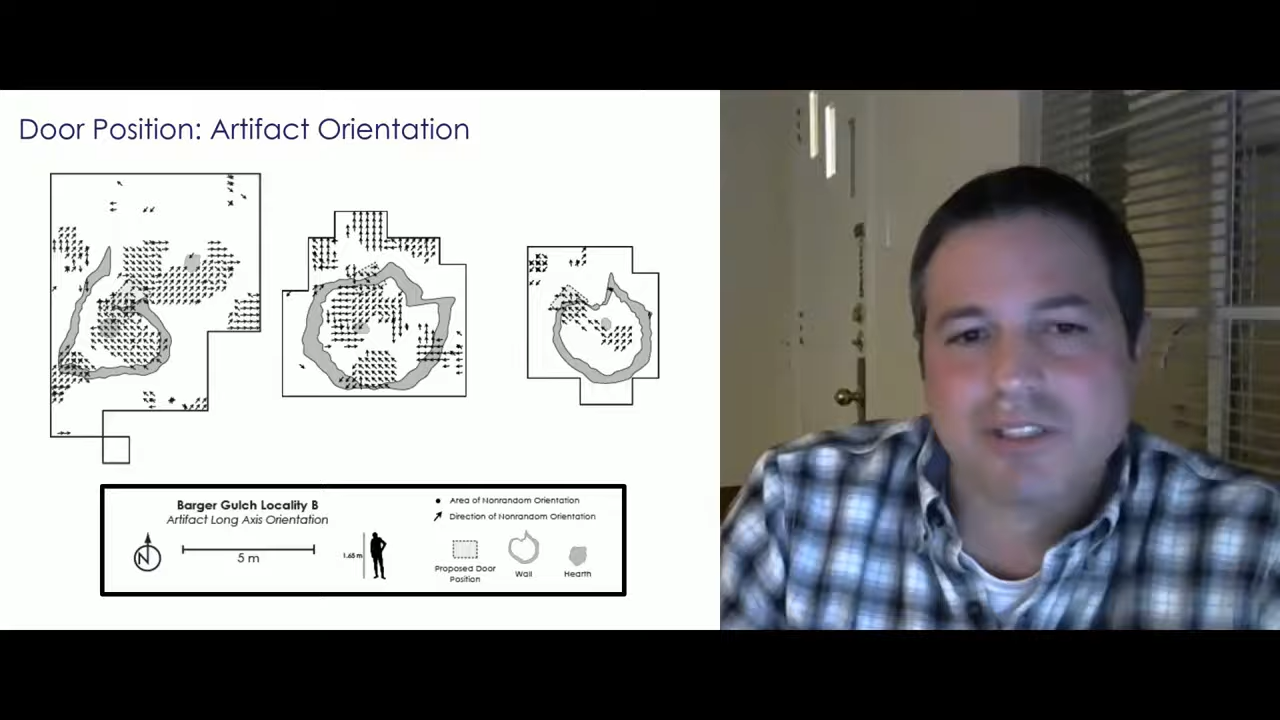 Door Position: Artifact Orientation
Barger Gulch Locality B
Artifact Long Axis Orientation
N
5 m
1.65 m
Area of Nonrandom Orientation
Direction of Nonrandom Orientation
Proposed Door
Position
Wall
Hearth